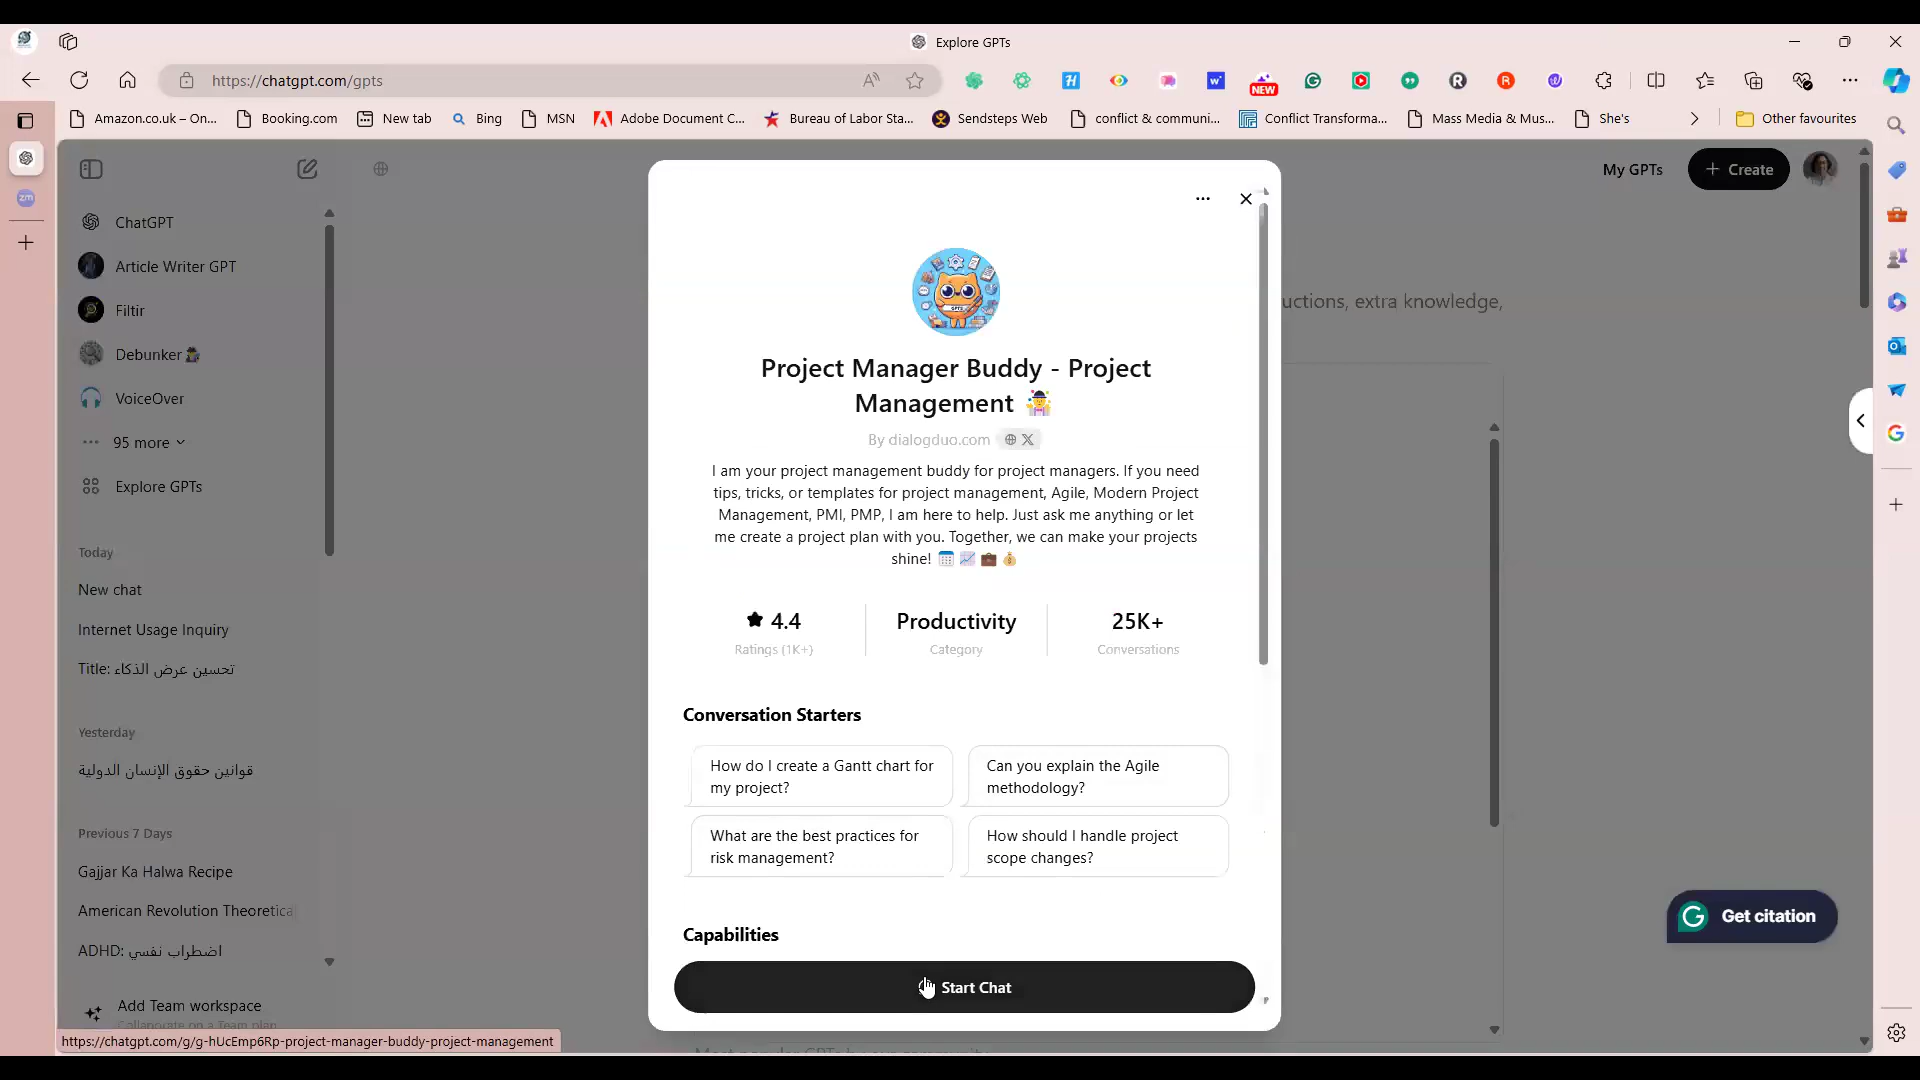 Explore GPTs
https://chatgpt.com/gpts
NEW
Amazon.co.uk – On...
Booking.com
New tab
Bing
MSN
Adobe Document C...
Bureau of Labor Sta...
Sendsteps Web
conflict & communi...
Conflict Transforma...
Mass Media & Mus...
She's
Other favourites
zm
My GPTs
+ Create
ChatGPT
Article Writer GPT
Filtir
Debunker
VoiceOver
95 more
Explore GPTs
Today
New chat
Internet Usage Inquiry
Title: تحسين عرض الذكاء
Yesterday
قوانين حقوق الإنسان الدولية
Previous 7 Days
Gajjar Ka Halwa Recipe
American Revolution Theoretica
ADHD: اضطراب نفسي
Add Team workspace
Collaborate on a Team plan
https://chatgpt.com/g/g-hUcEmp6Rp-project-manager-buddy-project-management
uctions, extra knowledge,
Project Manager Buddy - Project
Management
By dialogduo.com
I am your project management buddy for project managers. If you need
tips, tricks, or templates for project management, Agile, Modern Project
Management, PMI, PMP, I am here to help. Just ask me anything or let
me create a project plan with you. Together, we can make your projects
shine!
4.4
Ratings (1K+)
Productivity
Category
25K+
Conversations
Conversation Starters
How do I create a Gantt chart for
my project?
Can you explain the Agile
methodology?
What are the best practices for
risk management?
How should I handle project
scope changes?
Capabilities
Start Chat
Get citation